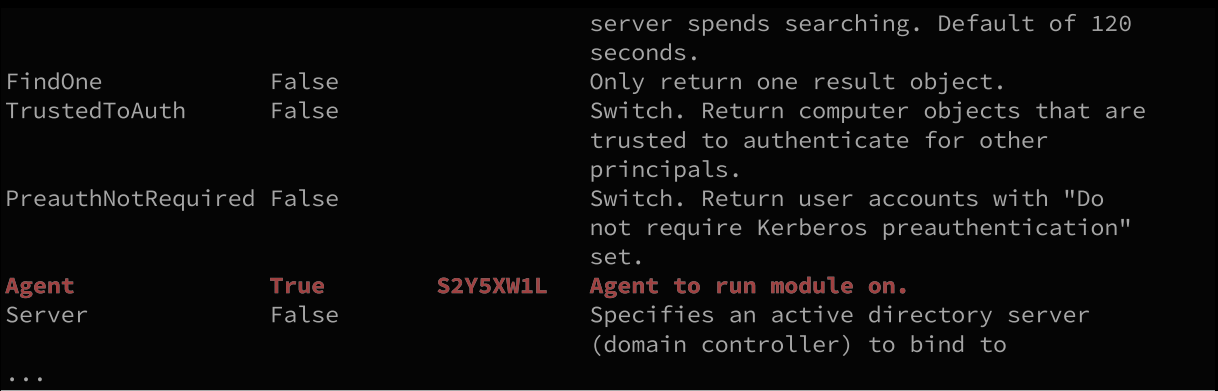 server spends searching. Default of 120
seconds.
FindOne False Only return one result object.
TrustedToAuth False Switch. Return computer objects that are
trusted to authenticate for other
principals.
PreauthNotRequired False Switch. Return user accounts with "Do
not require Kerberos preauthentication"
set.
Agent True S2Y5XW1L Agent to run module on.
Server False Specifies an active directory server
(domain controller) to bind to
...